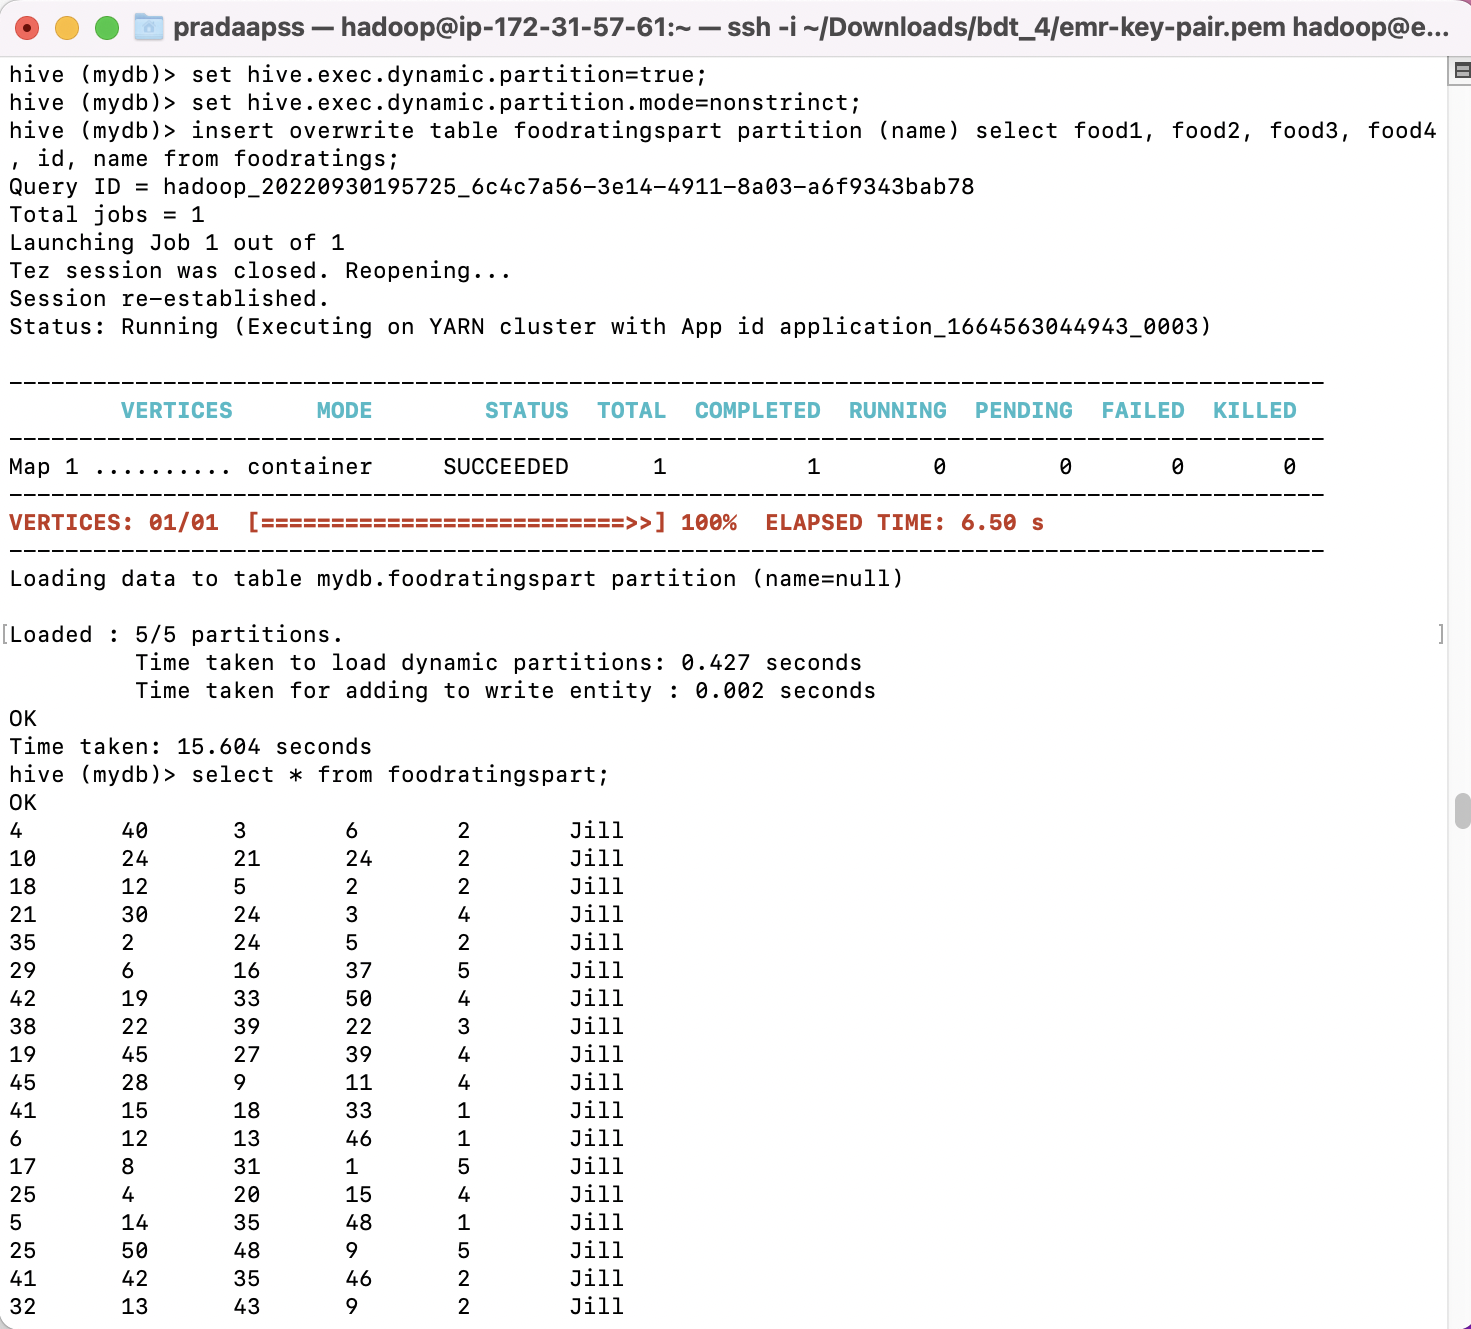 pradaapss — hadoop@ip-172-31-57-61:~ — ssh -i ~/Downloads/bdt_4/emr-key-pair.pem hadoop@e...
hive (mydb)> set hive.exec.dynamic.partition=true;
hive (mydb)> set hive.exec.dynamic.partition.mode=nonstrinct;
hive (mydb)> insert overwrite table foodratingspart partition (name) select food1, food2, food3, food4
, id, name from foodratings;
Query ID = hadoop_20220930195725_6c4c7a56-3e14-4911-8a03-a6f9343bab78
Total jobs = 1
Launching Job 1 out of 1
Tez session was closed. Reopening...
Session re-established.
Status: Running (Executing on YARN cluster with App id application_1664563044943_0003)
----------------------------------------------------------------------------------------------
        VERTICES      MODE        STATUS  TOTAL  COMPLETED  RUNNING  PENDING  FAILED  KILLED
----------------------------------------------------------------------------------------------
Map 1 .......... container     SUCCEEDED      1          1        0        0       0       0
----------------------------------------------------------------------------------------------
VERTICES: 01/01  [==========================>>] 100%  ELAPSED TIME: 6.50 s
----------------------------------------------------------------------------------------------
Loading data to table mydb.foodratingspart partition (name=null)
[Loaded : 5/5 partitions. ]
         Time taken to load dynamic partitions: 0.427 seconds
         Time taken for adding to write entity : 0.002 seconds
OK
Time taken: 15.604 seconds
hive (mydb)> select * from foodratingspart;
OK
4       40      3       6       2       Jill
10      24      21      24      2       Jill
18      12      5       2       2       Jill
21      30      24      3       4       Jill
35      2       24      5       2       Jill
29      6       16      37      5       Jill
42      19      33      50      4       Jill
38      22      39      22      3       Jill
19      45      27      39      4       Jill
45      28      9       11      4       Jill
41      15      18      33      1       Jill
6       12      13      46      1       Jill
17      8       31      1       5       Jill
25      4       20      15      4       Jill
5       14      35      48      1       Jill
25      50      48      9       5       Jill
41      42      35      46      2       Jill
32      13      43      9       2       Jill